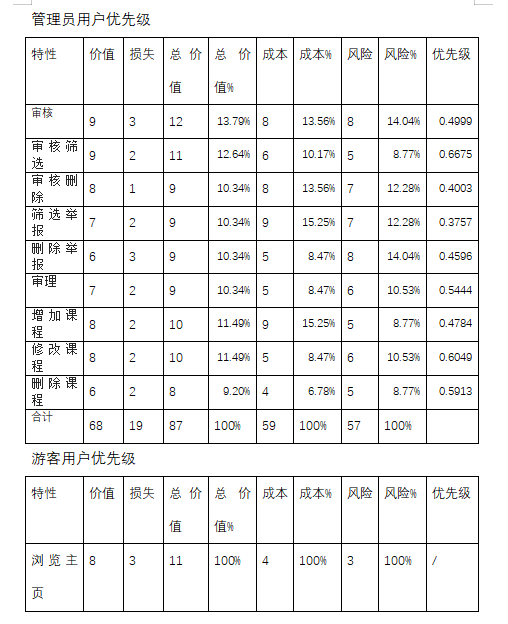 管理员用户优先级
特性 价值 损失 总价值 总价值% 成本 成本% 风险 风险% 优先级
审核 9 3 12 13.79% 8 13.56% 8 14.04% 0.4999
审核筛选 9 2 11 12.64% 6 10.17% 5 8.77% 0.6675
审核删除 8 1 9 10.34% 8 13.56% 7 12.28% 0.4003
筛选举报 7 2 9 10.34% 9 15.25% 7 12.28% 0.3757
删除举报 6 3 9 10.34% 5 8.47% 8 14.04% 0.4596
审理 7 2 9 10.34% 5 8.47% 6 10.53% 0.5444
增加课程 8 2 10 11.49% 9 15.25% 5 8.77% 0.4784
修改课程 8 2 10 11.49% 5 8.47% 6 10.53% 0.6049
删除课程 6 2 8 9.20% 4 6.78% 5 8.77% 0.5913
合计 68 19 87 100% 59 100% 57 100%
游客用户优先级
特性 价值 损失 总价值 总价值% 成本 成本% 风险 风险% 优先级
浏览主页 8 3 11 100% 4 100% 3 100% /